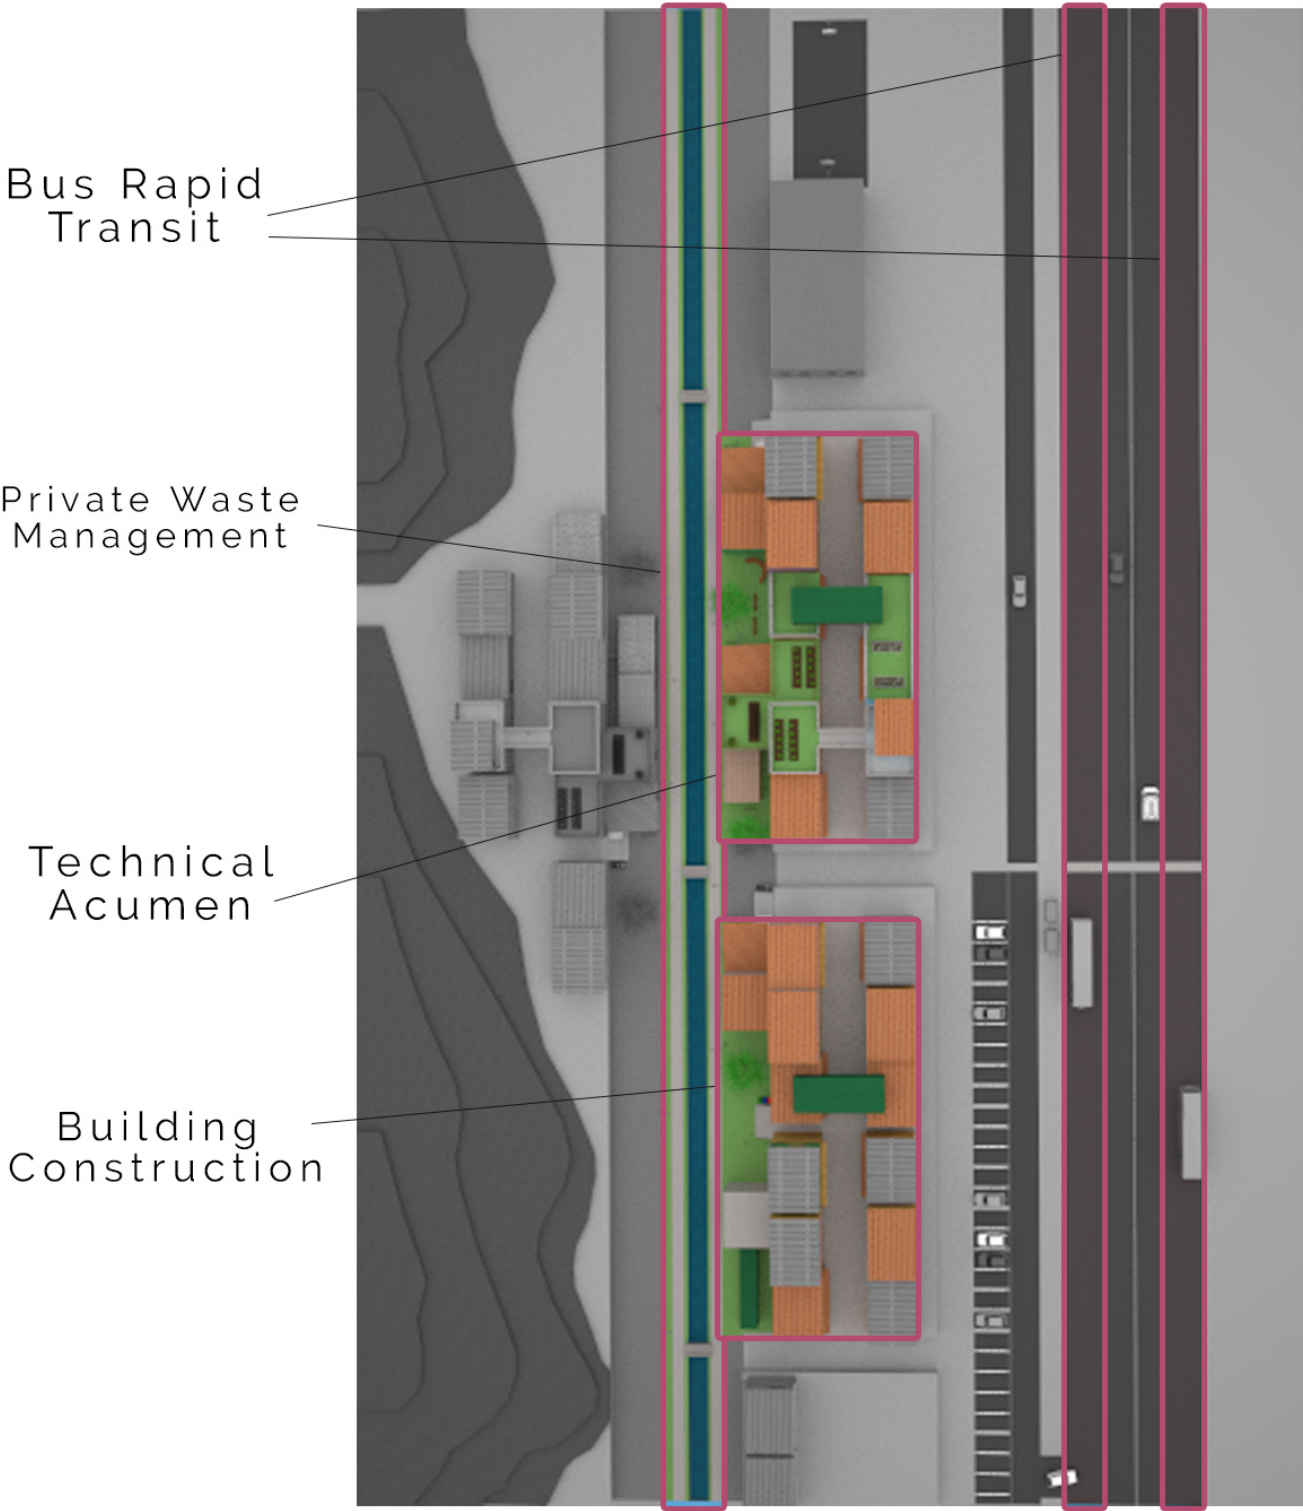 Bus Rapid
Transit
Private Waste
Management
Technical
Acumen
Building
Construction